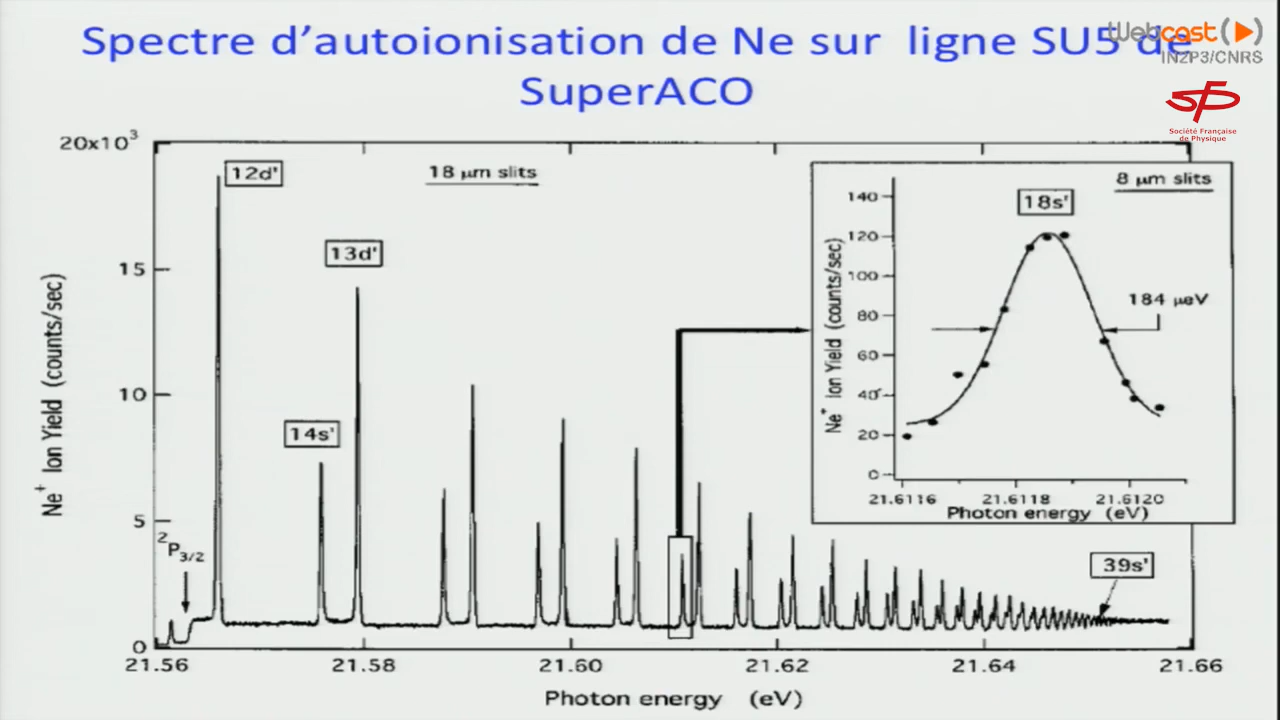 Spectre d'autoionisation de Ne sur ligne SU5 de
SuperACO
Webcast
IN2P3/CNRS
Société Française
de Physique
20x10³
15
10
5
0
Ne⁺ Ion Yield (counts/sec)
12d'
18 μm slits
13d'
14s'
²P₃/₂
39s'
21.56 21.58 21.60 21.62 21.64 21.66
Photon energy (eV)
8 μm slits
18s'
184 μeV
140
120
100
80
60
40
20
0
Ne⁺ Ion Yield (counts/sec)
21.6116 21.6118 21.6120
Photon energy (eV)